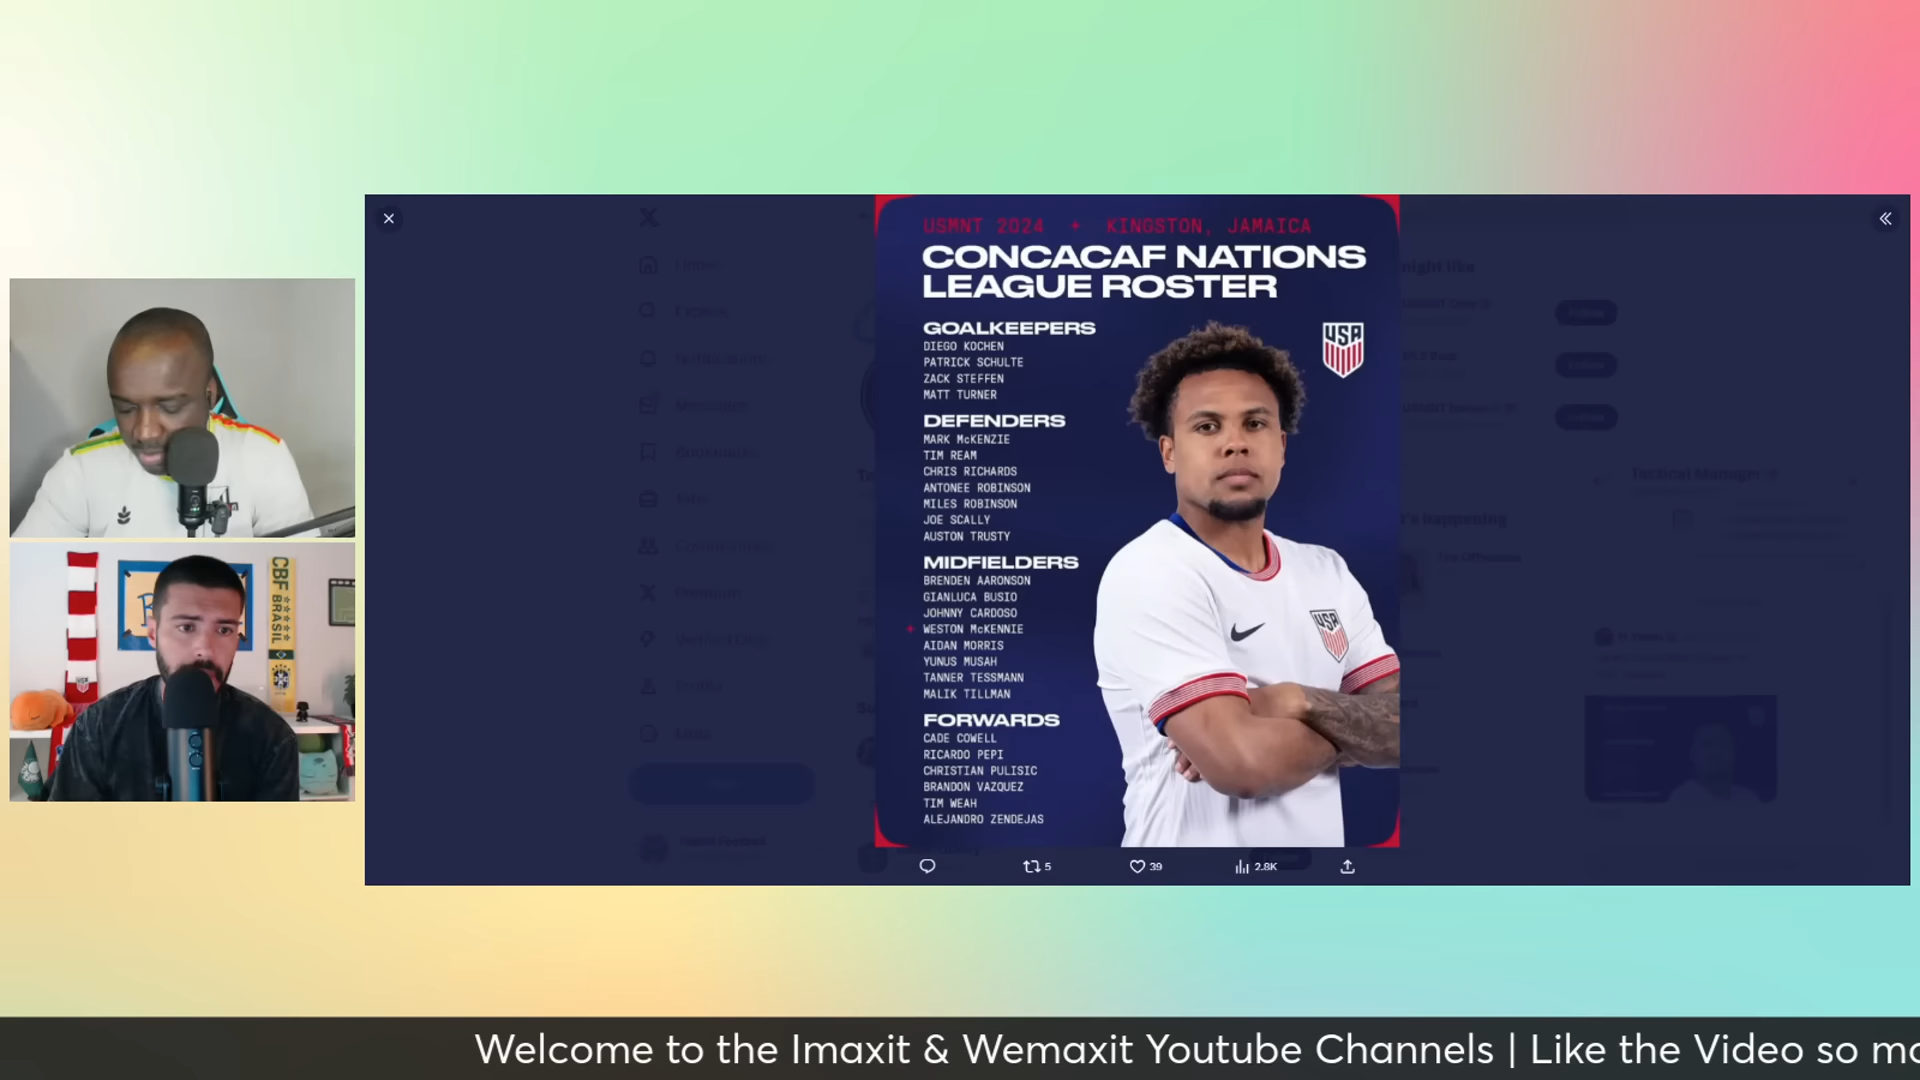 USMNT 2024 + KINGSTON, JAMAICA
CONCACAF NATIONS
LEAGUE ROSTER
USA
GOALKEEPERS
DIEGO KOCHEN
PATRICK SCHULTE
ZACK STEFFEN
MATT TURNER
DEFENDERS
MARK McKENZIE
TIM REAM
CHRIS RICHARDS
ANTONEE ROBINSON
MILES ROBINSON
JOE SCALLY
AUSTON TRUSTY
MIDFIELDERS
BRENDEN AARONSON
GIANLUCA BUSIO
JOHNNY CARDOSO
+ WESTON McKENNIE
AIDAN MORRIS
YUNUS MUSAH
TANNER TESSMANN
MALIK TILLMAN
FORWARDS
CADE COWELL
RICARDO PEPI
CHRISTIAN PULISIC
BRANDON VAZQUEZ
TIM WEAH
ALEJANDRO ZENDEJAS
USA
5 39 2.8K
CBF BRASIL
Tactical Manager
Welcome to the Imaxit & Wemaxit Youtube Channels | Like the Video so